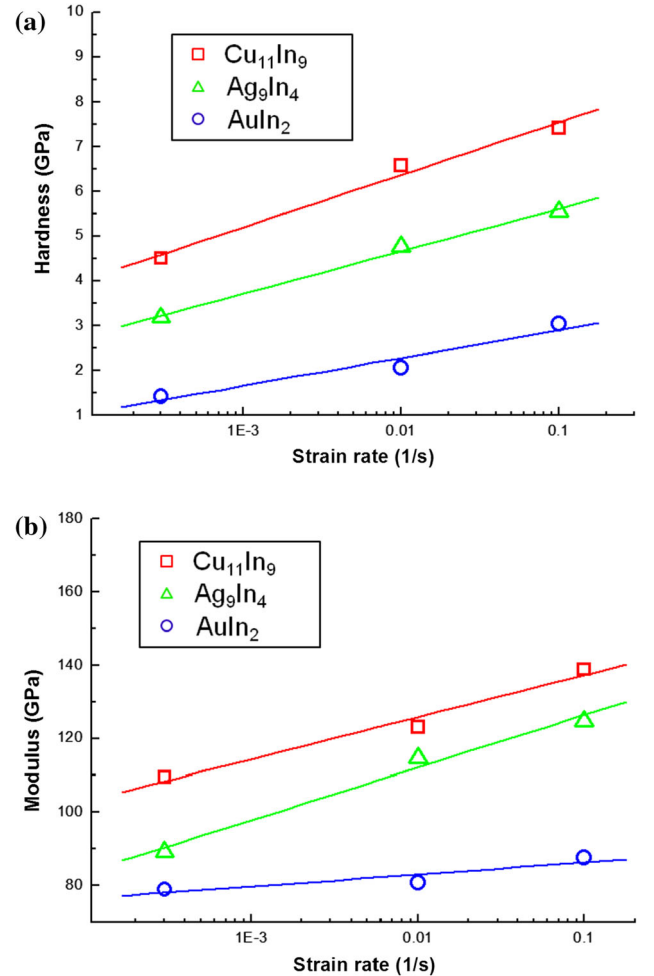 (a)
10
9
8
7
6
5
4
3
2
1
Hardness (GPa)
Cu₁₁In₉
Ag₉In₄
AuIn₂
1E-3 0.01 0.1
Strain rate (1/s)
(b)
180
160
140
120
100
80
Modulus (GPa)
Cu₁₁In₉
Ag₉In₄
AuIn₂
1E-3 0.01 0.1
Strain rate (1/s)